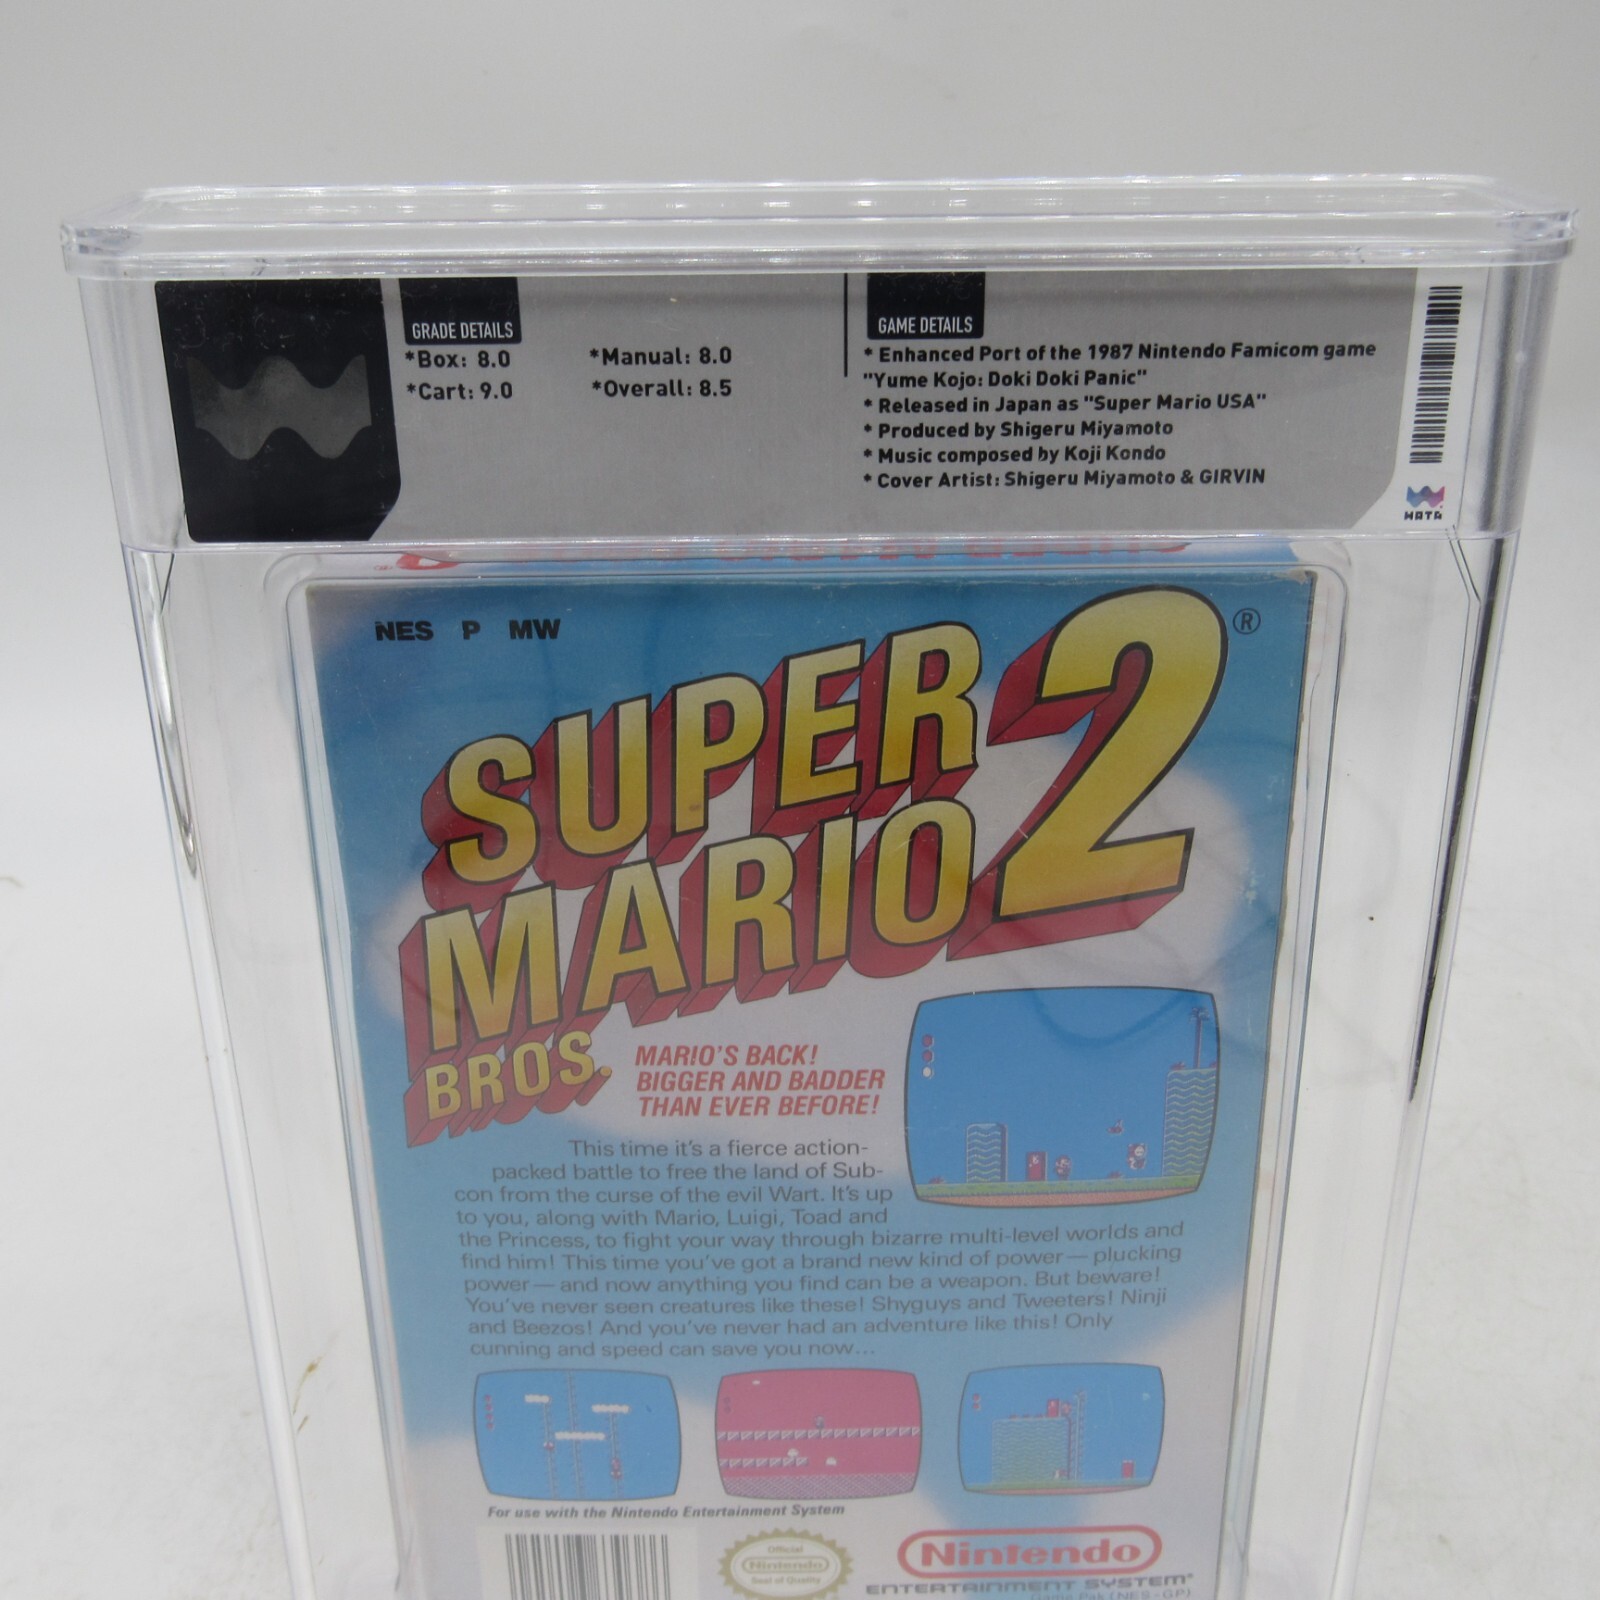 GRADE DETAILS
*Box: 8.0
*Manual: 8.0
*Cart: 9.0
*Overall: 8.5
GAME DETAILS
* Enhanced Port of the 1987 Nintendo Famicom game
"Yume Kojo: Doki Doki Panic"
* Released in Japan as "Super Mario USA"
* Produced by Shigeru Miyamoto
* Music composed by Koji Kondo
* Cover Artist: Shigeru Miyamoto & GIRVIN
WATA
NES P MW
SUPER
MARIO 2 ®
BROS.
MARIO'S BACK!
BIGGER AND BADDER
THAN EVER BEFORE!
This time it's a fierce action-
packed battle to free the land of Sub-
con from the curse of the evil Wart. It's up
to you, along with Mario, Luigi, Toad and
the Princess, to fight your way through bizarre multi-level worlds and
find him! This time you've got a brand new kind of power—plucking
power—and now anything you find can be a weapon. But beware!
You've never seen creatures like these! Shyguys and Tweeters! Ninji
and Beezos! And you've never had an adventure like this! Only
cunning and speed can save you now...
For use with the Nintendo Entertainment System
Official
Nintendo
Seal of Quality
Nintendo
ENTERTAINMENT SYSTEM
Game Pak (NES-GP)